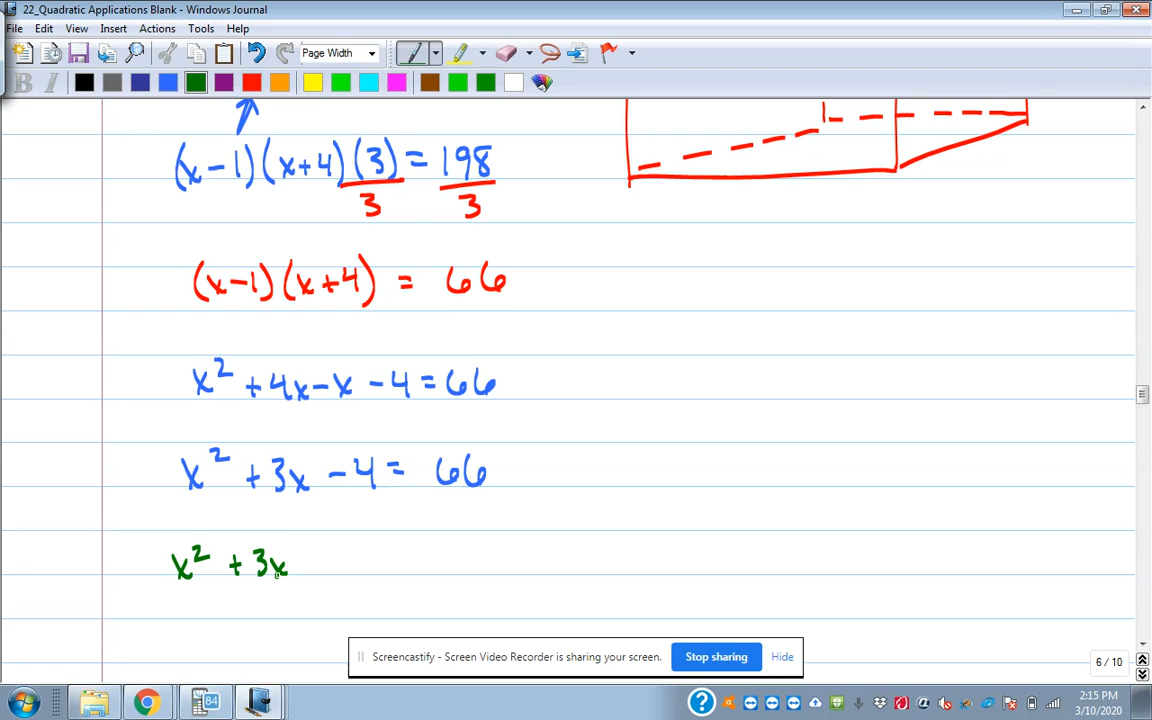 22_Quadratic Applications Blank - Windows Journal
File Edit View Insert Actions Tools Help
Page Width
B I
(x-1)(x+4)(3) = 198
3 3
(x-1)(x+4) = 66
x² +4x-x-4=66
x² +3x-4= 66
x² +3x
Screencastify - Screen Video Recorder is sharing your screen. Stop sharing Hide
6 / 10
84
2:15 PM
3/10/2020